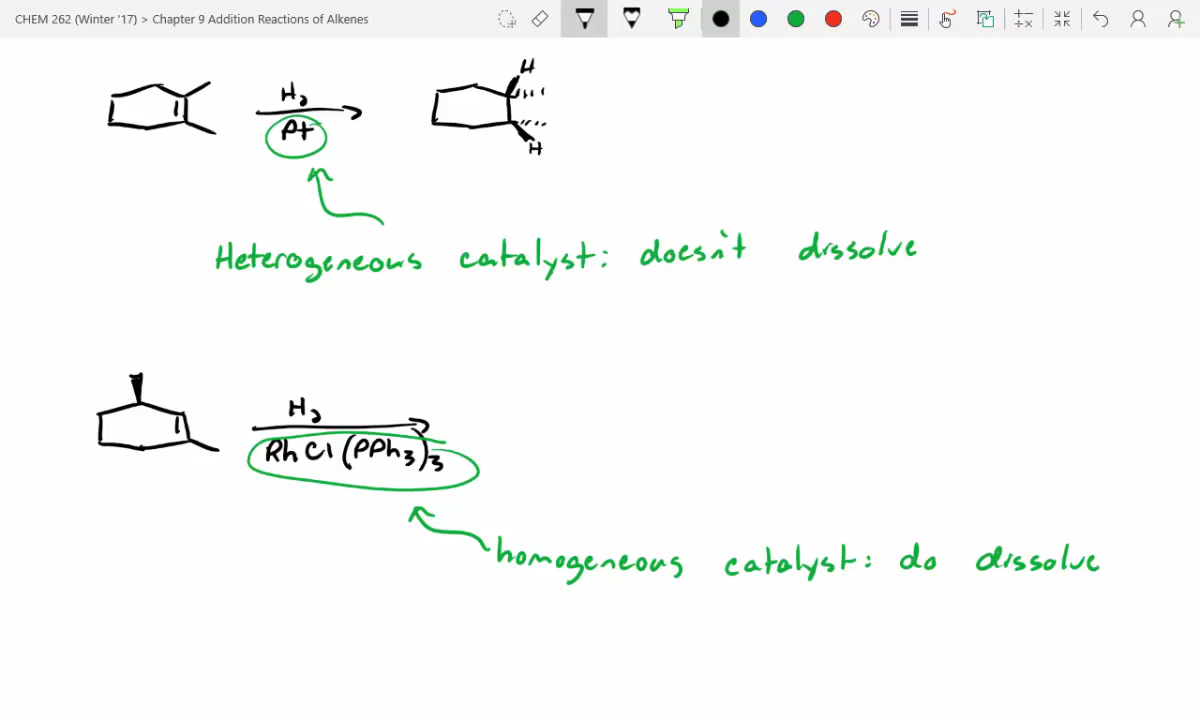 CHEM 262 (Winter '17) > Chapter 9 Addition Reactions of Alkenes
H
H₂
Pt
H
Heterogeneous catalyst: doesn't dissolve
H₂
RhCl(PPh₃)₃
homogeneous catalyst: do dissolve